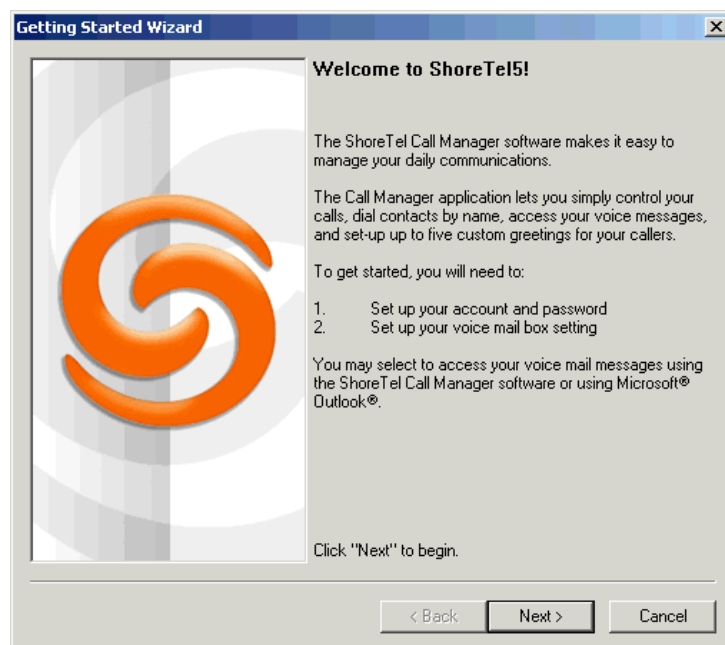 Getting Started Wizard
Welcome to ShoreTel5!
The ShoreTel Call Manager software makes it easy to
manage your daily communications.
The Call Manager application lets you simply control your
calls, dial contacts by name, access your voice messages,
and set-up up to five custom greetings for your callers.
To get started, you will need to:
1. Set up your account and password
2. Set up your voice mail box setting
You may select to access your voice mail messages using
the ShoreTel Call Manager software or using Microsoft®
Outlook®.
Click "Next" to begin.
< Back Next > Cancel